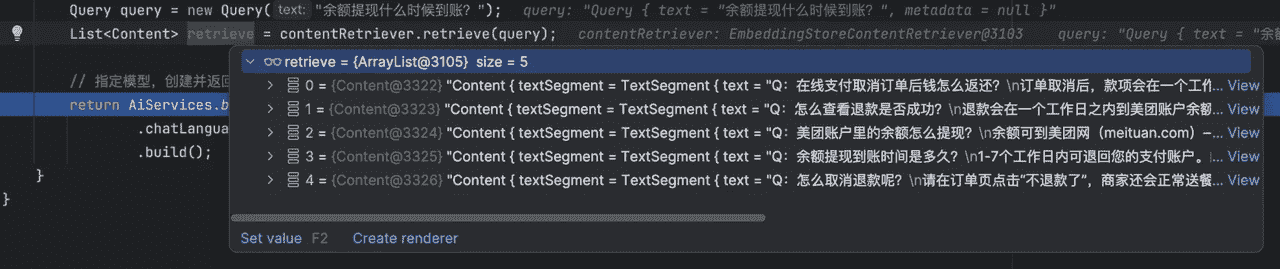 Query query = new Query( text: "余额提现什么时候到账？"); query: "Query { text = "余额提现什么时候到账？", metadata = null }"
List<Content> retrieve = contentRetriever.retrieve(query); contentRetriever: EmbeddingStoreContentRetriever@3103 query: "Query { text = "余
retrieve = {ArrayList@3105} size = 5
// 指定模型，创建并返回
0 = {Content@3322} "Content { textSegment = TextSegment { text = "Q：在线支付取消订单后钱怎么返还？\n订单取消后，款项会在一个工作... View
return AiServices.b
1 = {Content@3323} "Content { textSegment = TextSegment { text = "Q：怎么查看退款是否成功？\n退款会在一个工作日之内到美团账户余额... View
.chatLangua
2 = {Content@3324} "Content { textSegment = TextSegment { text = "Q：美团账户里的余额怎么提现？\n余额可到美团网（meituan.com）—... View
.build();
3 = {Content@3325} "Content { textSegment = TextSegment { text = "Q：余额提现到账时间是多久？\n1-7个工作日内可退回您的支付账户。... View
}
4 = {Content@3326} "Content { textSegment = TextSegment { text = "Q：怎么取消退款呢？\n请在订单页点击“不退款了”，商家还会正常送餐... View
}
Set value F2 Create renderer